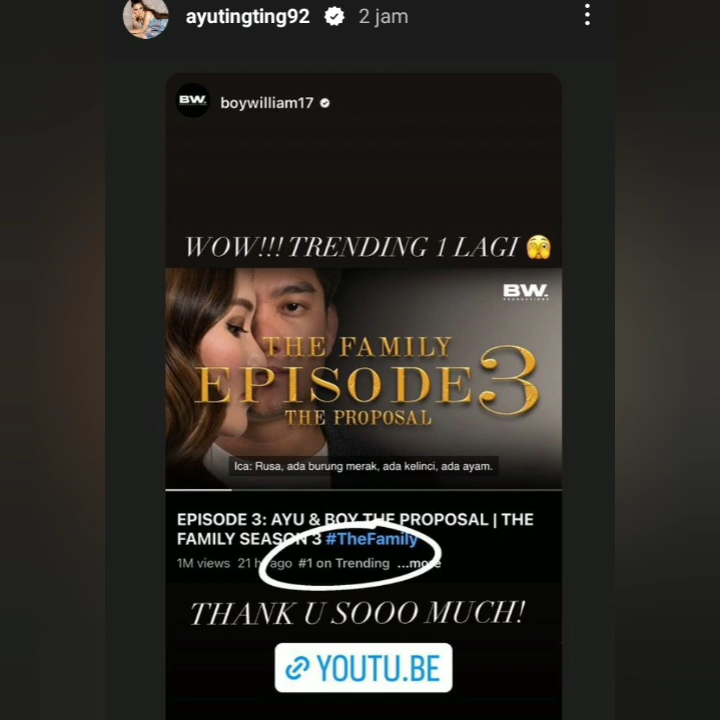 ayutingting92 2 jam
BW. boywilliam17
WOW!!! TRENDING 1 LAGI
BW.
PRODUCTIONS
THE FAMILY
EPISODE 3
THE PROPOSAL
Ica: Rusa, ada burung merak, ada kelinci, ada ayam.
EPISODE 3: AYU & BOY THE PROPOSAL | THE
FAMILY SEASON 3 #TheFamily
1M views 21 h ago #1 on Trending ...more
THANK U SOOO MUCH!
YOUTU.BE